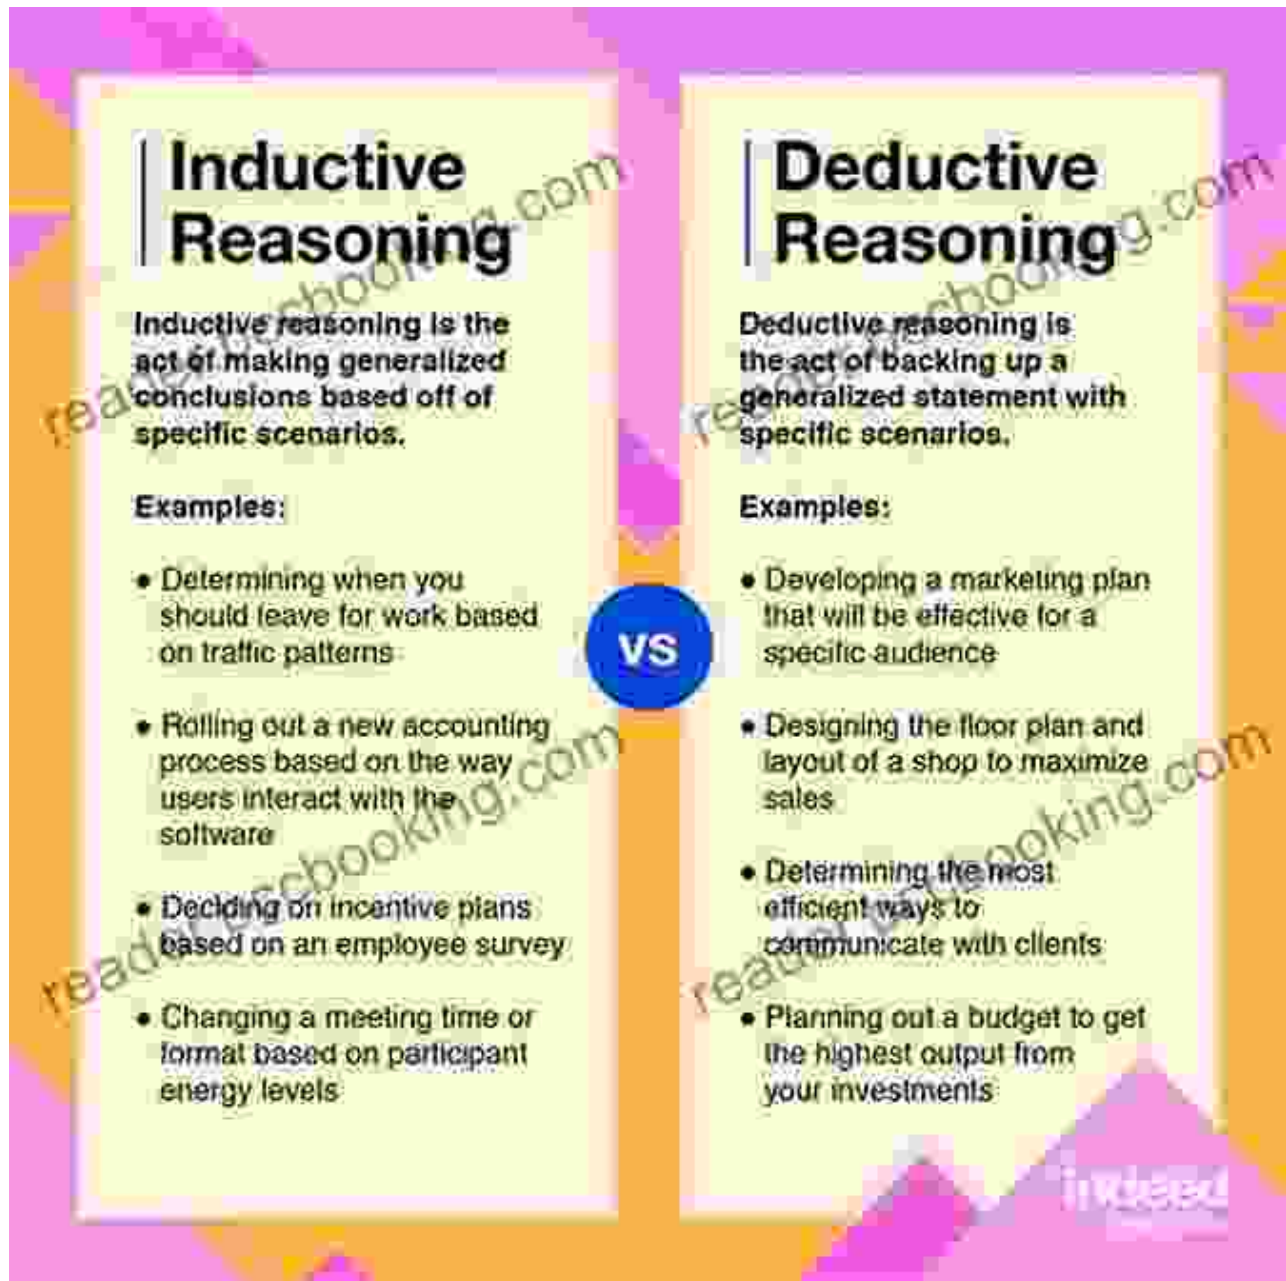 Inductive
Reasoning
Inductive reasoning is the
act of making generalized
conclusions based off of
specific scenarios.
Examples:
• Determining when you
should leave for work based
on traffic patterns
• Rolling out a new accounting
process based on the way
users interact with the
software
• Deciding on incentive plans
based on an employee survey
• Changing a meeting time or
format based on participant
energy levels
vs
Deductive
Reasoning
Deductive reasoning is
the act of backing up a
generalized statement with
specific scenarios.
Examples:
• Developing a marketing plan
that will be effective for a
specific audience
• Designing the floor plan and
layout of a shop to maximize
sales
• Determining the most
efficient ways to
communicate with clients
• Planning out a budget to get
the highest output from
your investments
indeed